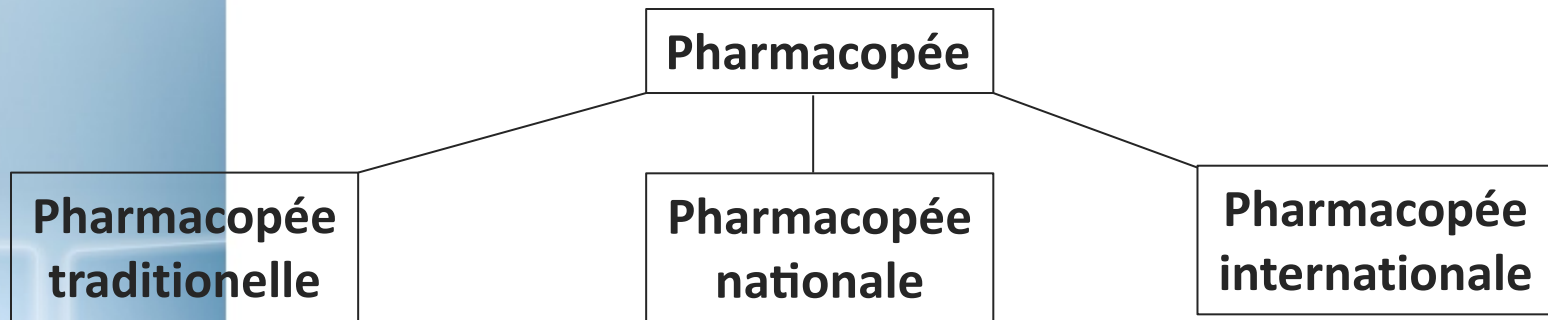 Pharmacopée
Pharmacopée
traditionelle
Pharmacopée
nationale
Pharmacopée
internationale